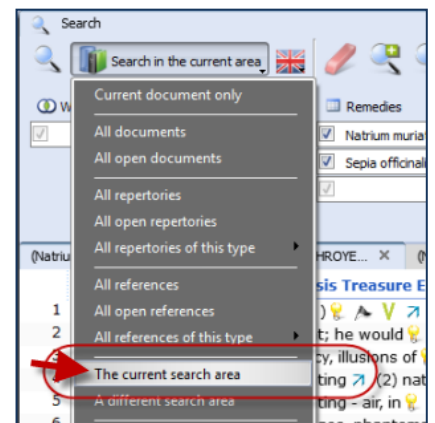 Search
Search in the current area
Current document only
Remedies
All documents
Natrium muria
All open documents
Sepia officinali
All repertories
All open repertories
All repertories of this type
(Natriu
HROYE...
All references
sis Treasure E
1
All open references
)
2
All references of this type
t; he would
cy, illusions of
The current search area
ting (2) nat
5
A different search area
ting - air, in
6